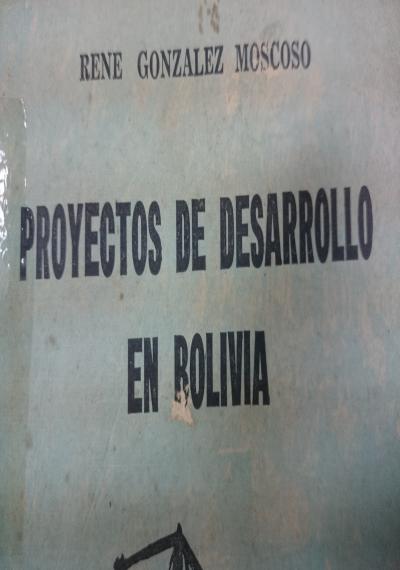 RENE GONZALEZ MOSCOSO
PROYECTOS DE DESARROLLO
EN BOLIVIA